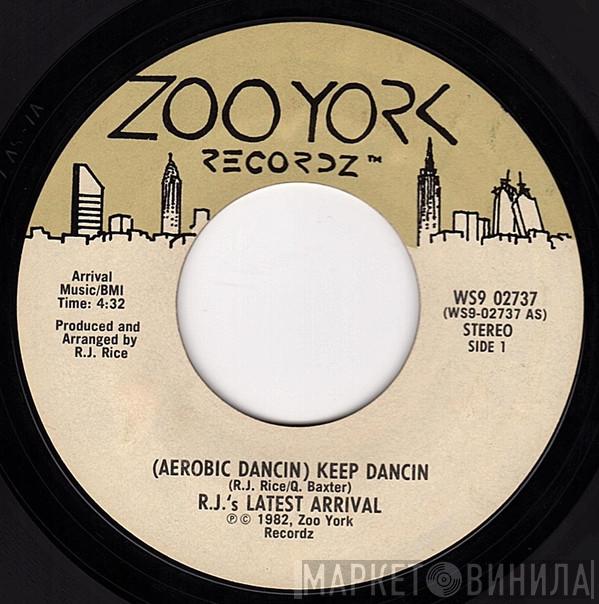 ZOO YORK
RECORDZ™
Arrival
Music/BMI
Time: 4:32
Produced and
Arranged by
R.J. Rice
WS9 02737
(WS9-02737 AS)
STEREO
SIDE 1
(AEROBIC DANCIN) KEEP DANCIN
(R.J. Rice/Q. Baxter)
R.J.'s LATEST ARRIVAL
Ⓟ © 1982, Zoo York
Recordz
МАРКЕТ ВИНИЛА